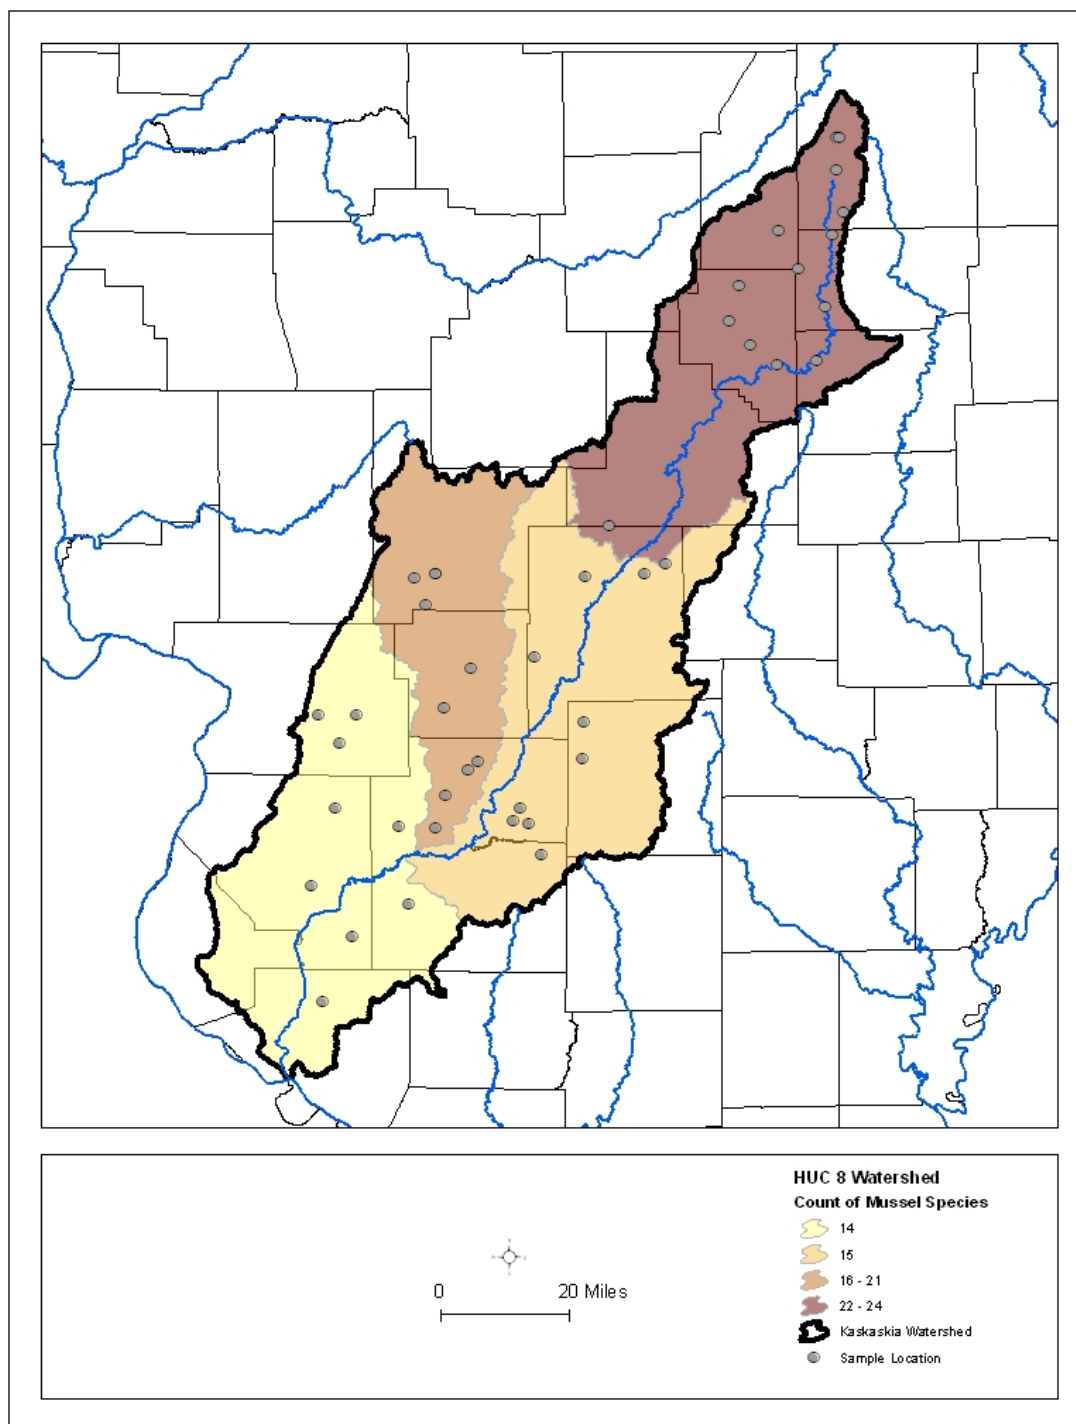 HUC 8 Watershed
Count of Mussel Species
14
15
16 - 21
22 - 24
Kaskaskia Watershed
Sample Location
0 20 Miles